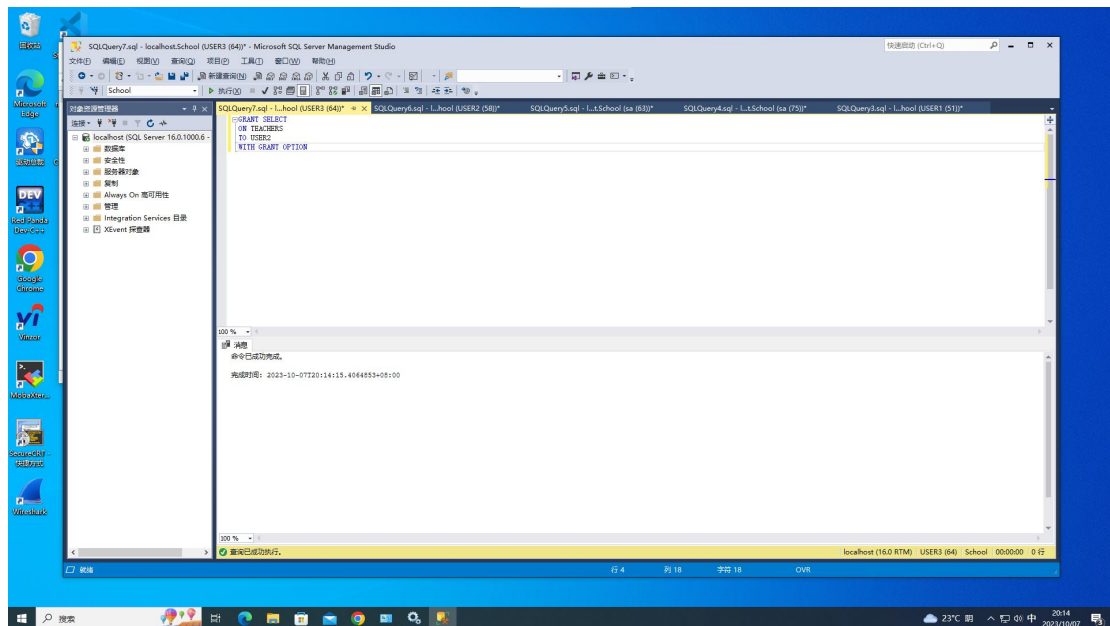 回收站
SQLQuery7.sql - localhost.School (USER3 (64))* - Microsoft SQL Server Management Studio
快速启动 (Ctrl+Q)
文件(F) 编辑(E) 视图(V) 查询(Q) 项目(P) 工具(T) 窗口(W) 帮助(H)
新建查询(N)
School
执行(X)
Microsoft Edge
对象资源管理器
SQLQuery7.sql - l...hool (USER3 (64))*
SQLQuery6.sql - l...hool (USER2 (58))*
SQLQuery5.sql - l...t.School (sa (63))*
SQLQuery4.sql - l...t.School (sa (75))*
SQLQuery3.sql - l...hool (USER1 (51))*
连接
localhost (SQL Server 16.0.1000.6 -
数据库
安全性
服务器对象
复制
Always On 高可用性
管理
Integration Services 目录
XEvent 探查器
GRANT SELECT
ON TEACHERS
TO USER2
WITH GRANT OPTION
驱动总裁
DEV
Red Panda
Dev-C++
Google
Chrome
Vinzor
MobaXter...
SecureCRT -
快捷方式
Wireshark
100 %
消息
命令已成功完成。
完成时间: 2023-10-07T20:14:15.4064853+08:00
100 %
查询已成功执行。
localhost (16.0 RTM) USER3 (64) School 00:00:00 0 行
就绪
行 4 列 18 字符 18 OVR
搜索
23°C 阴
中
20:14
2023/10/07